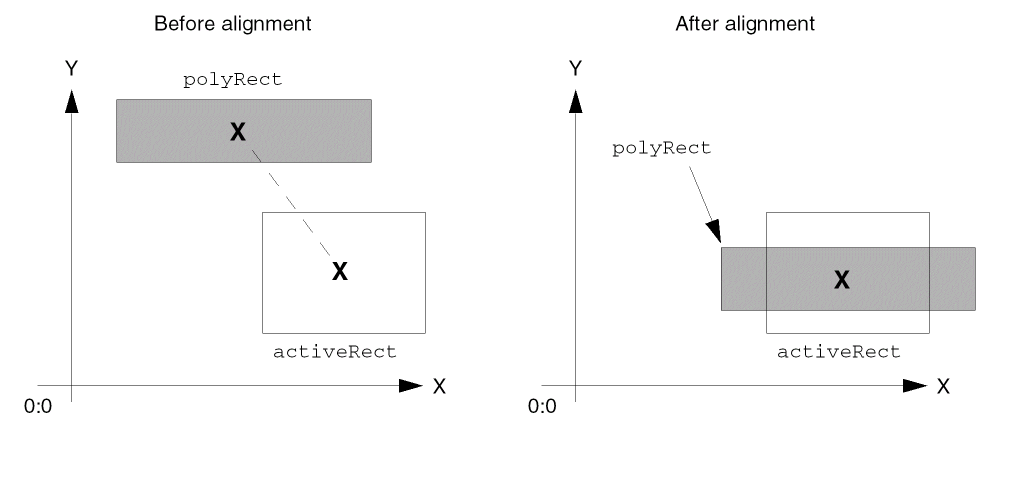 Before alignment
Y
polyRect
X
X
activeRect
X
0:0
After alignment
Y
polyRect
X
activeRect
X
0:0